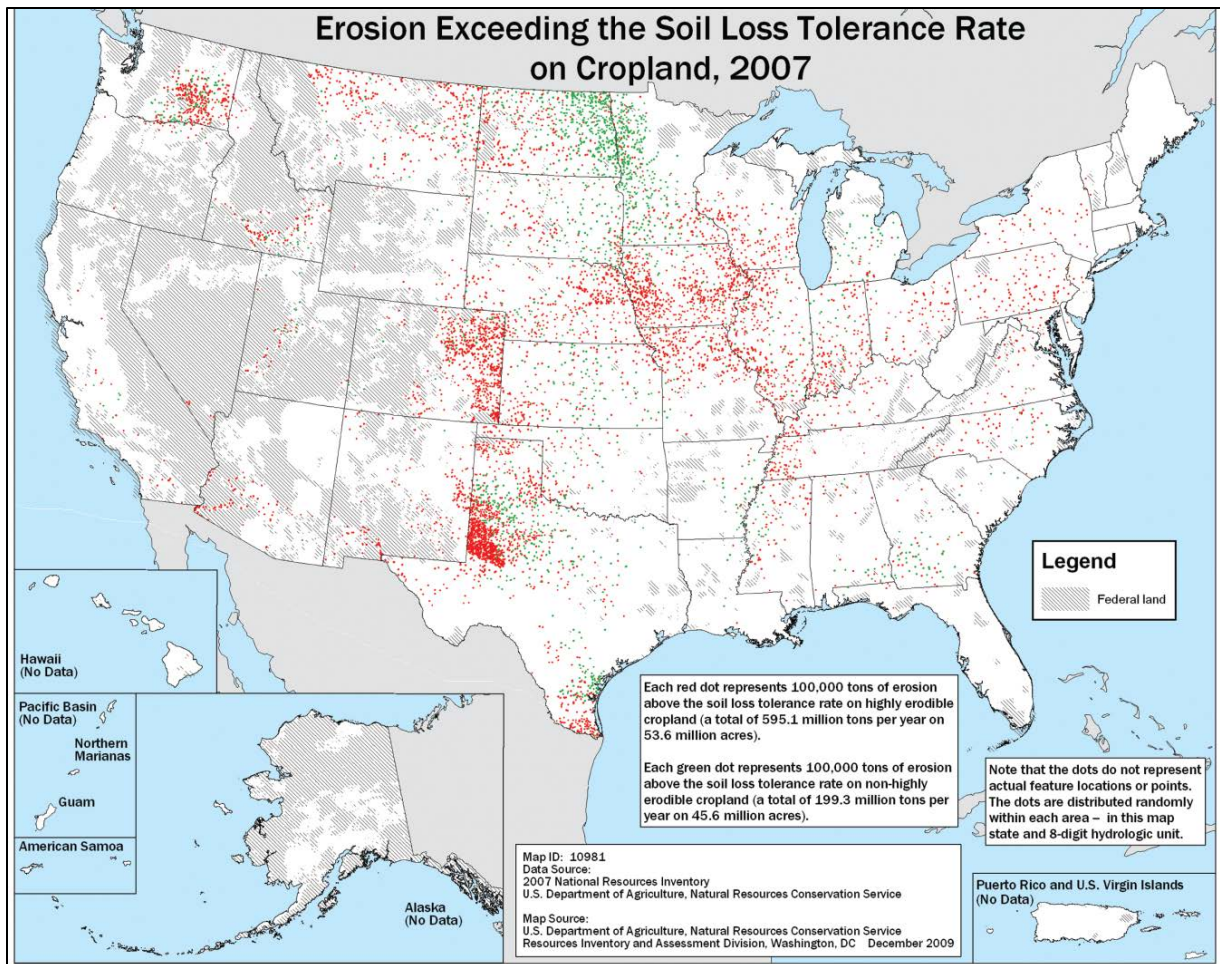 Erosion Exceeding the Soil Loss Tolerance Rate
on Cropland, 2007
Legend
Federal land
Hawaii
(No Data)
Pacific Basin
(No Data)
Northern
Marianas
Guam
American Samoa
Alaska
(No Data)
Each red dot represents 100,000 tons of erosion
above the soil loss tolerance rate on highly erodible
cropland (a total of 595.1 million tons per year on
53.6 million acres).
Each green dot represents 100,000 tons of erosion
above the soil loss tolerance rate on non-highly
erodible cropland (a total of 199.3 million tons per
year on 45.6 million acres).
Note that the dots do not represent
actual feature locations or points.
The dots are distributed randomly
within each area – in this map
state and 8-digit hydrologic unit.
Map ID: 10981
Data Source:
2007 National Resources Inventory
U.S. Department of Agriculture, Natural Resources Conservation Service
Map Source:
U.S. Department of Agriculture, Natural Resources Conservation Service
Resources Inventory and Assessment Division, Washington, DC December 2009
Puerto Rico and U.S. Virgin Islands
(No Data)